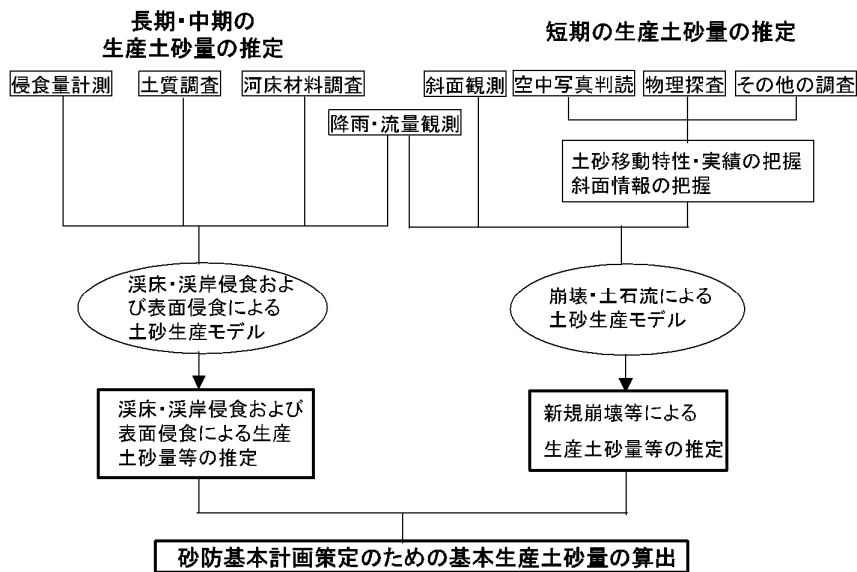 長期・中期の
生産土砂量の推定
短期の生産土砂量の推定
侵食量計測
土質調査
河床材料調査
降雨・流量観測
斜面観測
空中写真判読
物理探査
その他の調査
土砂移動特性・実績の把握
斜面情報の把握
渓床・渓岸侵食およ
び表面侵食による
土砂生産モデル
崩壊・土石流による
土砂生産モデル
渓床・渓岸侵食および
表面侵食による生産
土砂量等の推定
新規崩壊等による
生産土砂量等の推定
砂防基本計画策定のための基本生産土砂量の算出